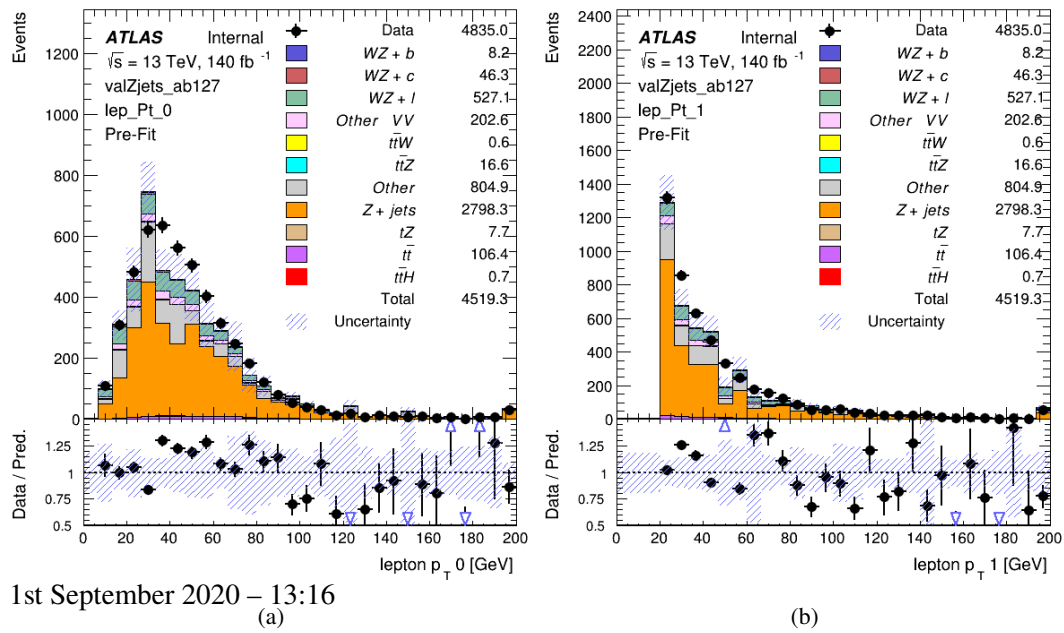 Events
1200
1000
800
600
400
200
0
ATLAS Internal
√s = 13 TeV, 140 fb⁻¹
valZjets_ab127
lep_Pt_0
Pre-Fit
Data 4835.0
WZ + b 8.2
WZ + c 46.3
WZ + l 527.1
Other VV 202.6
tt̄W 0.6
tt̄Z 16.6
Other 804.9
Z + jets 2798.3
tZ 7.7
tt̄ 106.4
tt̄H 0.7
Total 4519.3
Uncertainty
Data / Pred.
1.25
1
0.75
0.5
0 20 40 60 80 100 120 140 160 180 200
lepton p_T 0 [GeV]
Events
2400
2200
2000
1800
1600
1400
1200
1000
800
600
400
200
0
ATLAS Internal
√s = 13 TeV, 140 fb⁻¹
valZjets_ab127
lep_Pt_1
Pre-Fit
Data 4835.0
WZ + b 8.2
WZ + c 46.3
WZ + l 527.1
Other VV 202.6
tt̄W 0.6
tt̄Z 16.6
Other 804.9
Z + jets 2798.3
tZ 7.7
tt̄ 106.4
tt̄H 0.7
Total 4519.3
Uncertainty
Data / Pred.
1.25
1
0.75
0.5
0 20 40 60 80 100 120 140 160 180 200
lepton p_T 1 [GeV]
1st September 2020 – 13:16
(a) (b)